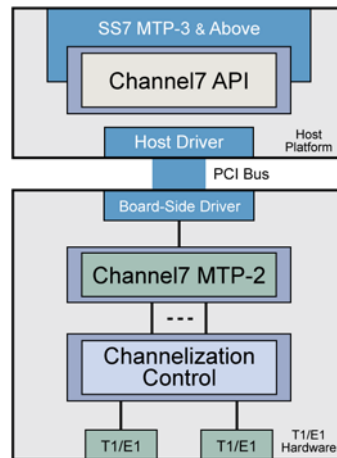 SS7 MTP-3 & Above
Channel7 API
Host Driver
Host
Platform
PCI Bus
Board-Side Driver
Channel7 MTP-2
Channelization
Control
T1/E1
T1/E1
T1/E1
Hardware